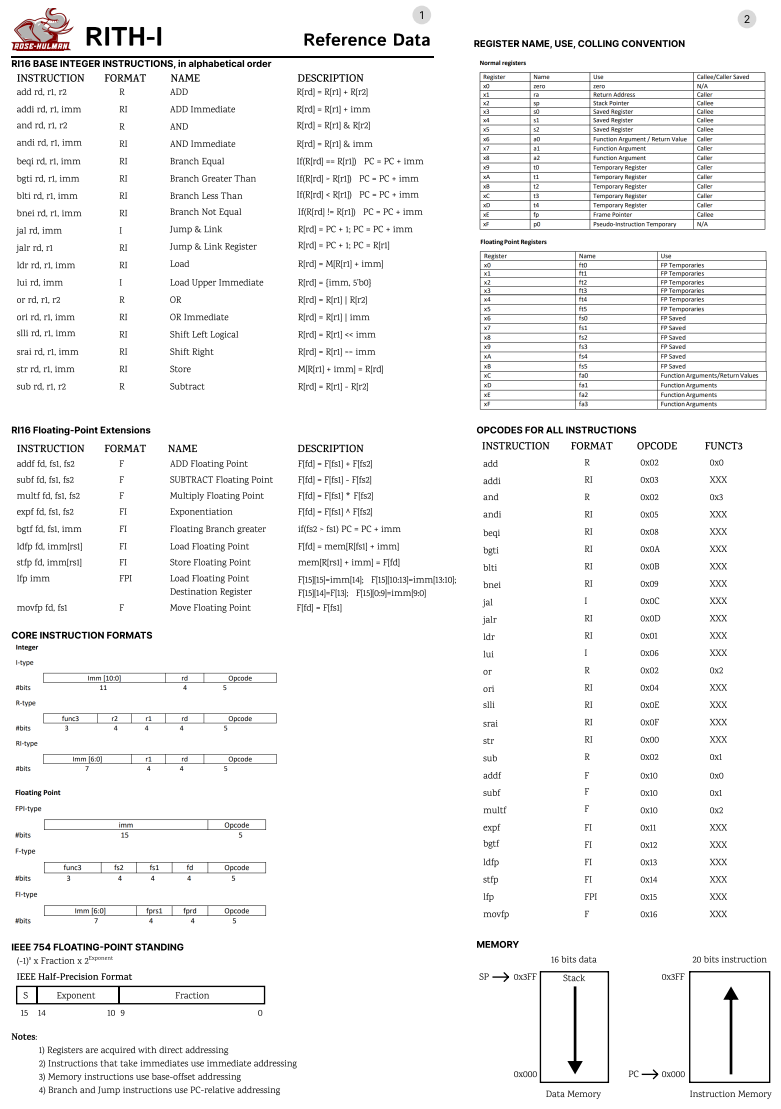 1
ROSE-HULMAN
RITH-I
Reference Data
RI16 BASE INTEGER INSTRUCTIONS, in alphabetical order
INSTRUCTION FORMAT NAME DESCRIPTION
add rd, r1, r2 R ADD R[rd] = R[r1] + R[r2]
addi rd, r1, imm RI ADD Immediate R[rd] = R[r1] + imm
and rd, r1, r2 R AND R[rd] = R[r1] & R[r2]
andi rd, r1, imm RI AND Immediate R[rd] = R[r1] & imm
beqi rd, r1, imm RI Branch Equal If(R[rd] == R[r1]) PC = PC + imm
bgti rd, r1, imm RI Branch Greater Than If(R[rd] > R[r1]) PC = PC + imm
blti rd, r1, imm RI Branch Less Than If(R[rd] < R[r1]) PC = PC + imm
bnei rd, r1, imm RI Branch Not Equal If(R[rd] != R[r1]) PC = PC + imm
jal rd, imm I Jump & Link R[rd] = PC + 1; PC = PC + imm
jalr rd, r1 RI Jump & Link Register R[rd] = PC + 1; PC = R[r1]
ldr rd, r1, imm RI Load R[rd] = M[R[r1] + imm]
lui rd, imm I Load Upper Immediate R[rd] = {imm, 5'b0}
or rd, r1, r2 R OR R[rd] = R[r1] | R[r2]
ori rd, r1, imm RI OR Immediate R[rd] = R[r1] | imm
slli rd, r1, imm RI Shift Left Logical R[rd] = R[r1] << imm
srai rd, r1, imm RI Shift Right R[rd] = R[r1] >> imm
str rd, r1, imm RI Store M[R[r1] + imm] = R[rd]
sub rd, r1, r2 R Subtract R[rd] = R[r1] - R[r2]
RI16 Floating-Point Extensions
INSTRUCTION FORMAT NAME DESCRIPTION
addf fd, fs1, fs2 F ADD Floating Point F[fd] = F[fs1] + F[fs2]
subf fd, fs1, fs2 F SUBTRACT Floating Point F[fd] = F[fs1] - F[fs2]
multf fd, fs1, fs2 F Multiply Floating Point F[fd] = F[fs1] * F[fs2]
expf fd, fs1, fs2 FI Exponentiation F[fd] = F[fs1] ^ F[fs2]
bgtf fd, fs1, imm FI Floating Branch greater if(fs2 > fs1) PC = PC + imm
ldfp fd, imm[rs1] FI Load Floating Point F[fd] = mem[R[fs1] + imm]
stfp fd, imm[rs1] FI Store Floating Point mem[R[rs1] + imm] = F[fd]
lfp imm FPI Load Floating Point F[15][15]=imm[14]; F[15][10:13]=imm[13:10];
Destination Register F[15][14]=F[13]; F[15][0:9]=imm[9:0]
movfp fd, fs1 F Move Floating Point F[fd] = F[fs1]
CORE INSTRUCTION FORMATS
Integer
I-type
Imm [10:0] rd Opcode
#bits 11 4 5
R-type
func3 r2 r1 rd Opcode
#bits 3 4 4 4 5
RI-type
Imm [6:0] r1 rd Opcode
#bits 7 4 4 5
Floating Point
FPI-type
imm Opcode
#bits 15 5
F-type
func3 fs2 fs1 fd Opcode
#bits 3 4 4 4 5
FI-type
Imm [6:0] fprs1 fprd Opcode
#bits 7 4 4 5
IEEE 754 FLOATING-POINT STANDING
(-1)ˢ x Fraction x 2ᴱˣᵖᵒⁿᵉⁿᵗ
IEEE Half-Precision Format
S Exponent Fraction
15 14 10 9 0
Notes:
1) Registers are acquired with direct addressing
2) Instructions that take immediates use immediate addressing
3) Memory instructions use base-offset addressing
4) Branch and Jump instructions use PC-relative addressing
2
REGISTER NAME, USE, COLLING CONVENTION
Normal registers
Register Name Use Callee/Caller Saved
x0 zero zero N/A
x1 ra Return Address Caller
x2 sp Stack Pointer Callee
x3 s0 Saved Register Callee
x4 s1 Saved Register Callee
x5 s2 Saved Register Callee
x6 a0 Function Argument / Return Value Caller
x7 a1 Function Argument Caller
x8 a2 Function Argument Caller
x9 t0 Temporary Register Caller
xA t1 Temporary Register Caller
xB t2 Temporary Register Caller
xC t3 Temporary Register Caller
xD t4 Temporary Register Caller
xE fp Frame Pointer Callee
xF p0 Pseudo-Instruction Temporary N/A
Floating Point Registers
Register Name Use
x0 ft0 FP Temporaries
x1 ft1 FP Temporaries
x2 ft2 FP Temporaries
x3 ft3 FP Temporaries
x4 ft4 FP Temporaries
x5 ft5 FP Temporaries
x6 fs0 FP Saved
x7 fs1 FP Saved
x8 fs2 FP Saved
x9 fs3 FP Saved
xA fs4 FP Saved
xB fs5 FP Saved
xC fa0 Function Arguments/Return Values
xD fa1 Function Arguments
xE fa2 Function Arguments
xF fa3 Function Arguments
OPCODES FOR ALL INSTRUCTIONS
INSTRUCTION FORMAT OPCODE FUNCT3
add R 0x02 0x0
addi RI 0x03 XXX
and R 0x02 0x3
andi RI 0x05 XXX
beqi RI 0x08 XXX
bgti RI 0x0A XXX
blti RI 0x0B XXX
bnei RI 0x09 XXX
jal I 0x0C XXX
jalr RI 0x0D XXX
ldr RI 0x01 XXX
lui I 0x06 XXX
or R 0x02 0x2
ori RI 0x04 XXX
slli RI 0x0E XXX
srai RI 0x0F XXX
str RI 0x00 XXX
sub R 0x02 0x1
addf F 0x10 0x0
subf F 0x10 0x1
multf F 0x10 0x2
expf FI 0x11 XXX
bgtf FI 0x12 XXX
ldfp FI 0x13 XXX
stfp FI 0x14 XXX
lfp FPI 0x15 XXX
movfp F 0x16 XXX
MEMORY
16 bits data 20 bits instruction
SP 0x3FF Stack 0x3FF
0x000 PC 0x000
Data Memory Instruction Memory